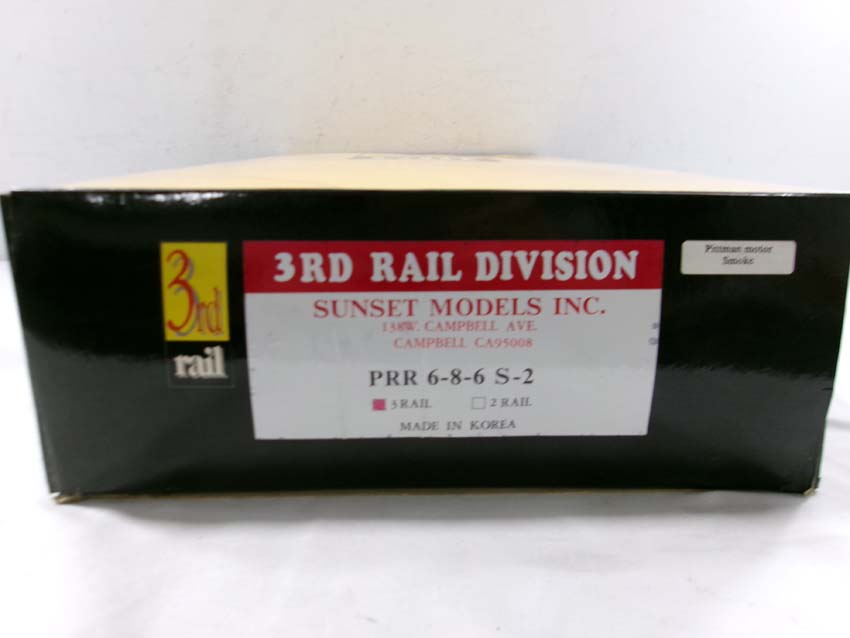 3rd
rail
3RD RAIL DIVISION
SUNSET MODELS INC.
138W. CAMPBELL AVE.
CAMPBELL CA95008
PRR 6-8-6 S-2
3 RAIL 2 RAIL
MADE IN KOREA
Pittman motor
Smoke